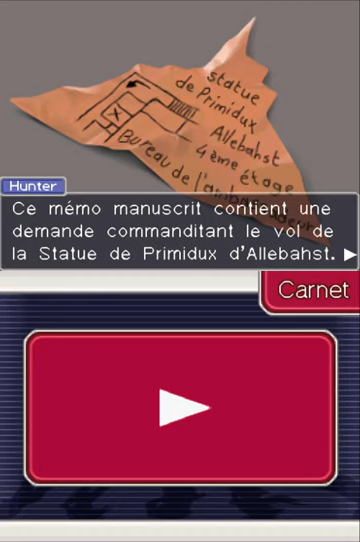 statue
de Primidux
Allebahst
4ème étage
Bureau de l'ambassadeur
X
Hunter
Ce mémo manuscrit contient une
demande commanditant le vol de
la Statue de Primidux d'Allebahst.
Carnet